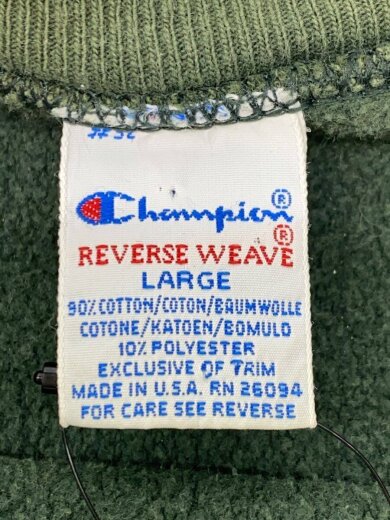 # 32
Champion®
REVERSE WEAVE®
LARGE
90% COTTON/COTON/BAUMWOLLE
COTONE/KATOEN/BOMULD
10% POLYESTER
EXCLUSIVE OF TRIM
MADE IN U.S.A. RN 26094
FOR CARE SEE REVERSE